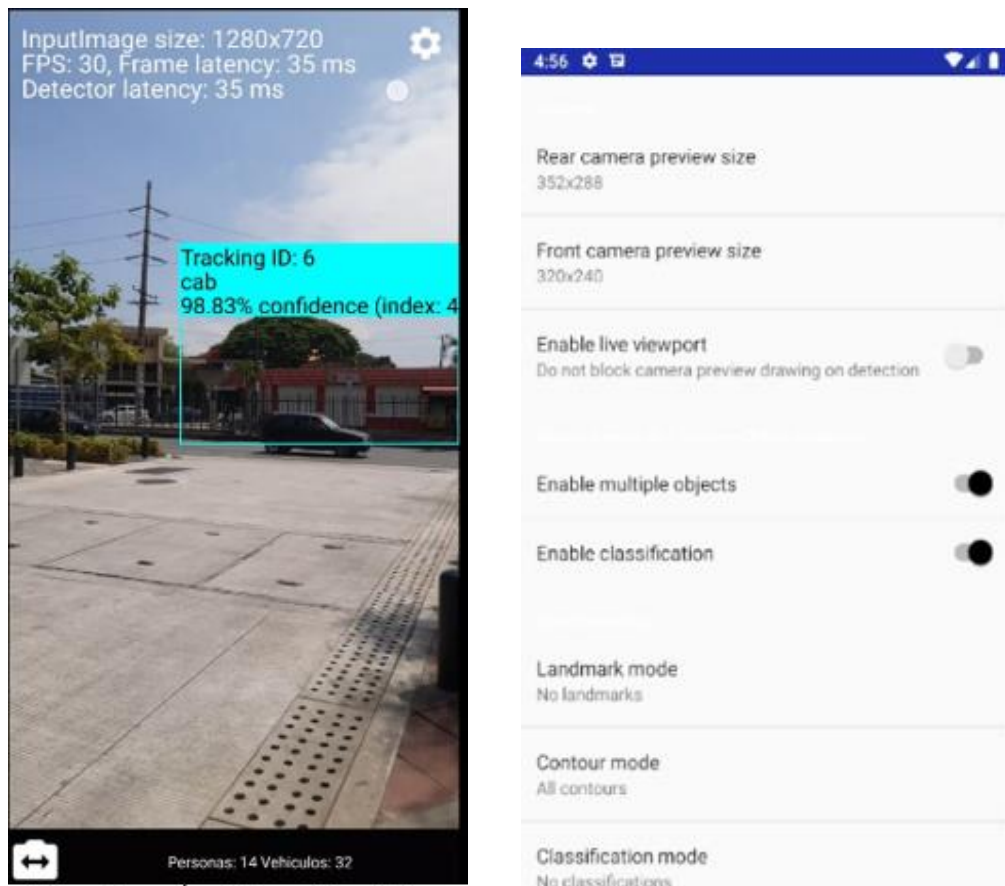 InputImage size: 1280x720
FPS: 30, Frame latency: 35 ms
Detector latency: 35 ms
Tracking ID: 6
cab
98.83% confidence (index: 4
Personas: 14 Vehiculos: 32
4:56
Rear camera preview size
352x288
Front camera preview size
320x240
Enable live viewport
Do not block camera preview drawing on detection
Enable multiple objects
Enable classification
Landmark mode
No landmarks
Contour mode
All contours
Classification mode
No classifications